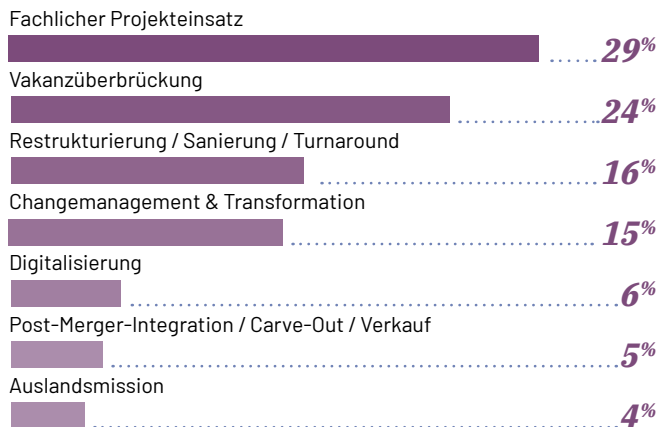 Fachlicher Projekteinsatz
29%
Vakanzüberbrückung
24%
Restrukturierung / Sanierung / Turnaround
16%
Changemanagement & Transformation
15%
Digitalisierung
6%
Post-Merger-Integration / Carve-Out / Verkauf
5%
Auslandsmission
4%